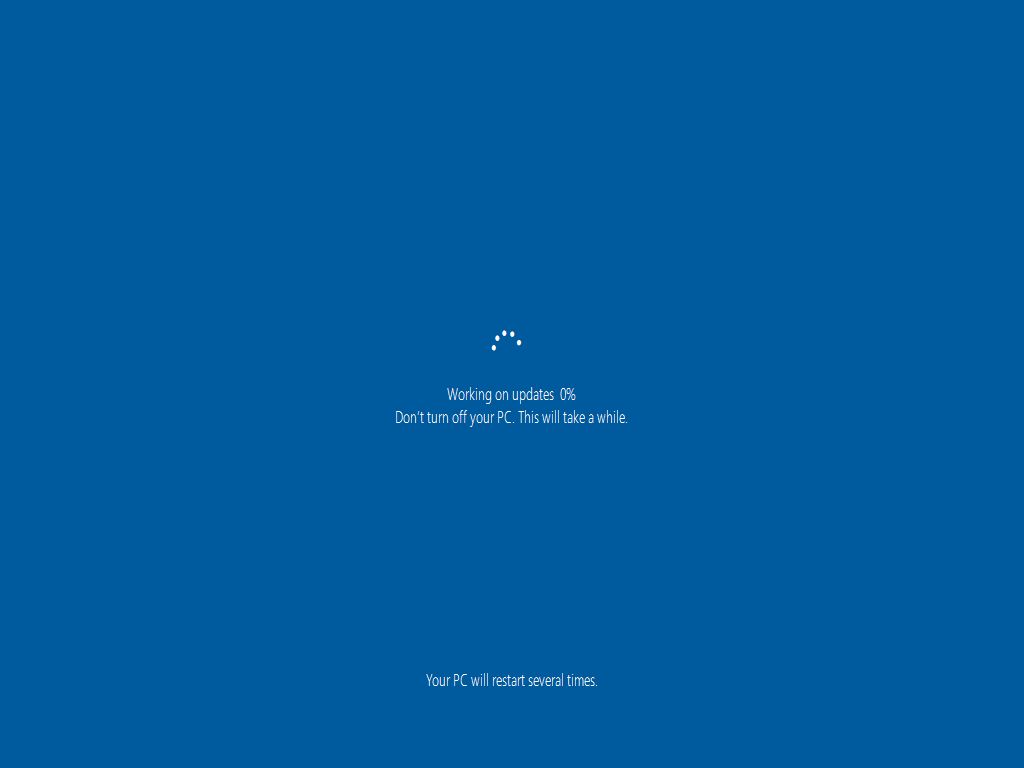 Working on updates  0%
Don't turn off your PC. This will take a while.
Your PC will restart several times.